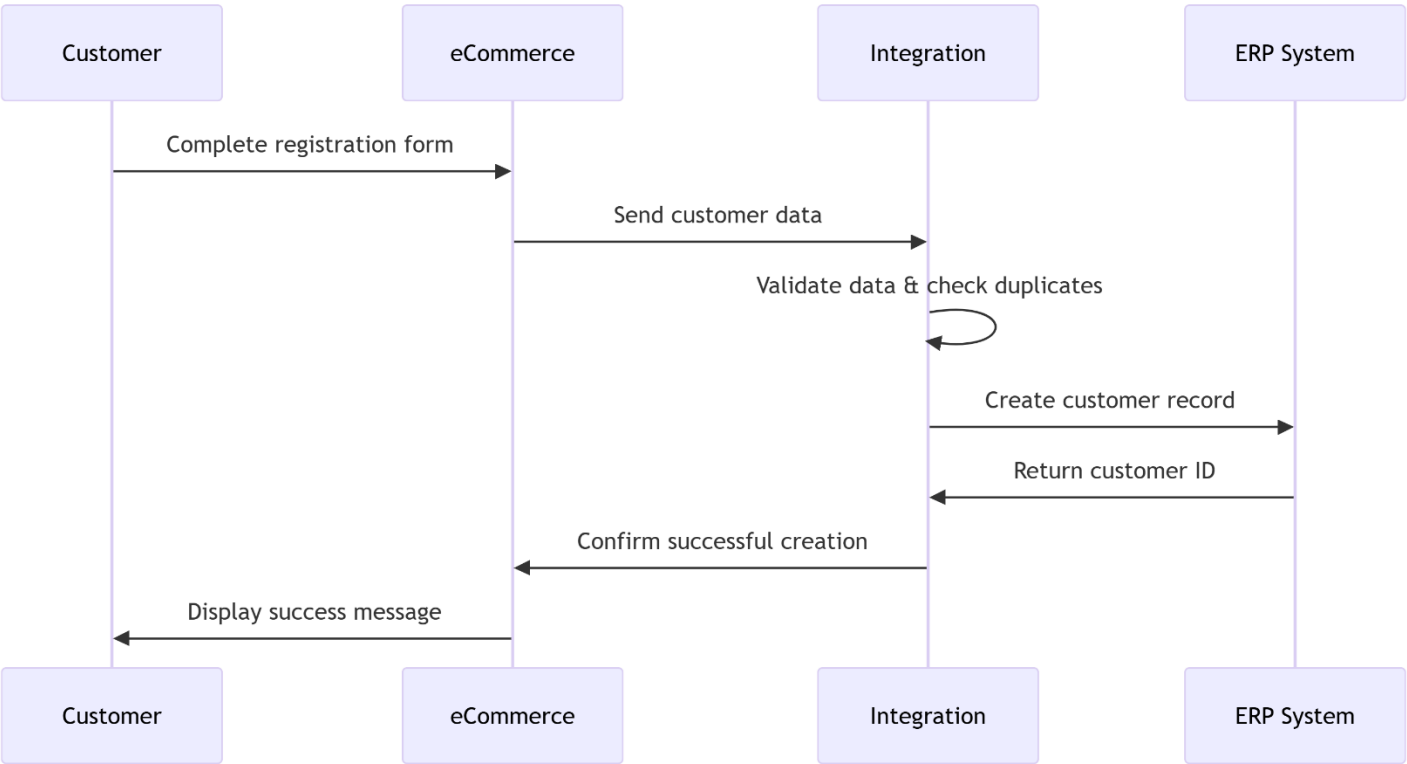 Customer
eCommerce
Integration
ERP System
Complete registration form
Send customer data
Validate data & check duplicates
Create customer record
Return customer ID
Confirm successful creation
Display success message
Customer
eCommerce
Integration
ERP System